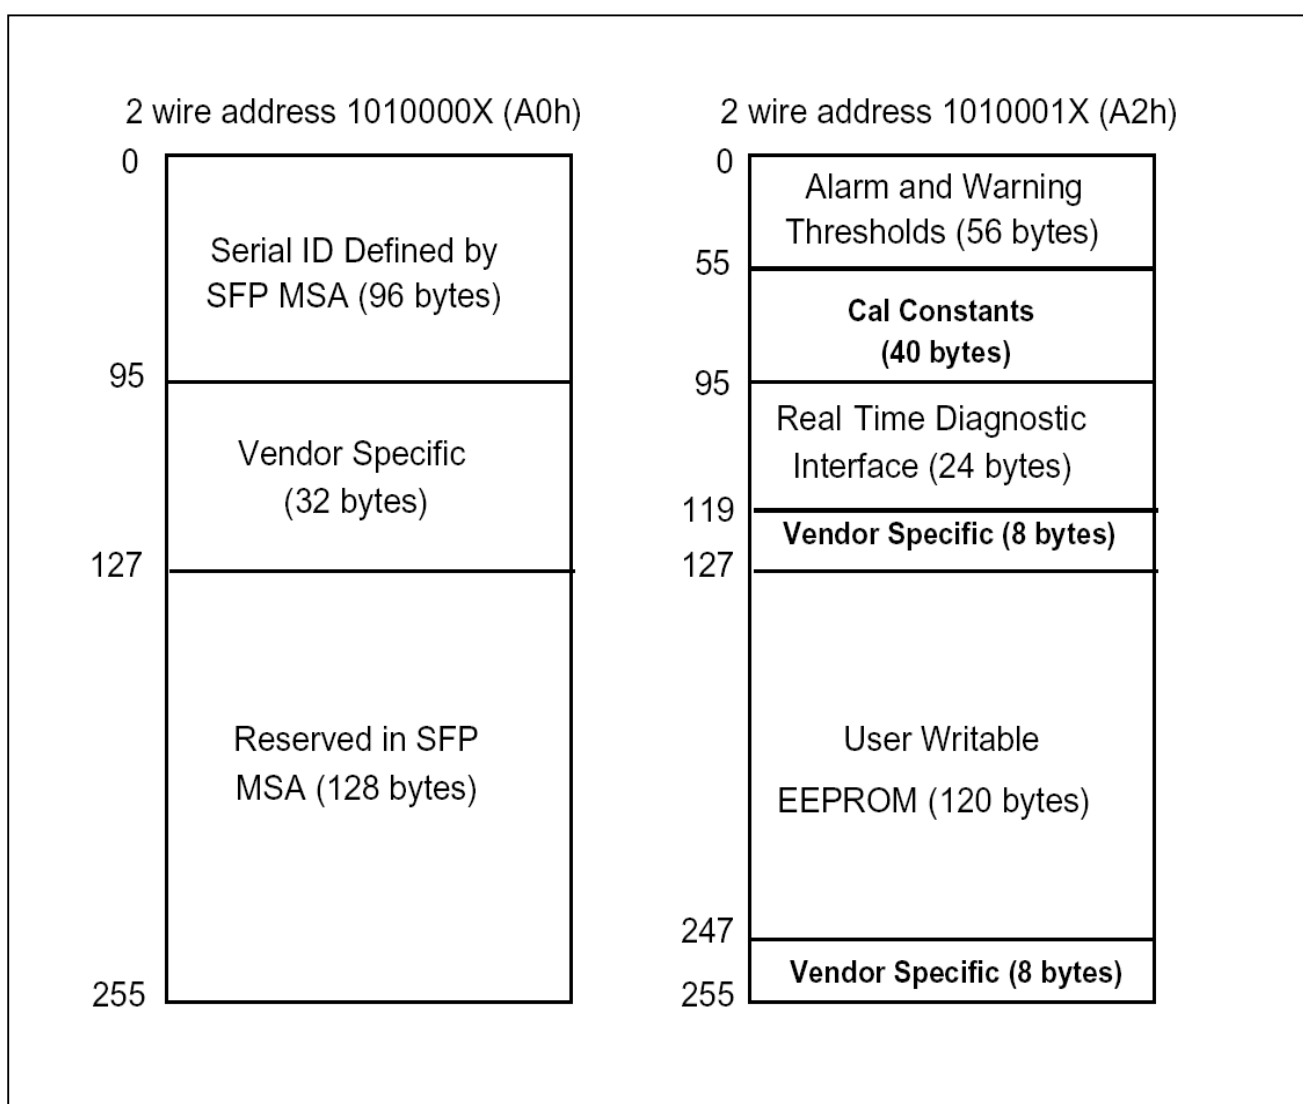 2 wire address 1010000X (A0h)
0
Serial ID Defined by
SFP MSA (96 bytes)
95
Vendor Specific
(32 bytes)
127
Reserved in SFP
MSA (128 bytes)
255
2 wire address 1010001X (A2h)
0
Alarm and Warning
Thresholds (56 bytes)
55
Cal Constants
(40 bytes)
95
Real Time Diagnostic
Interface (24 bytes)
119
Vendor Specific (8 bytes)
127
User Writable
EEPROM (120 bytes)
247
Vendor Specific (8 bytes)
255